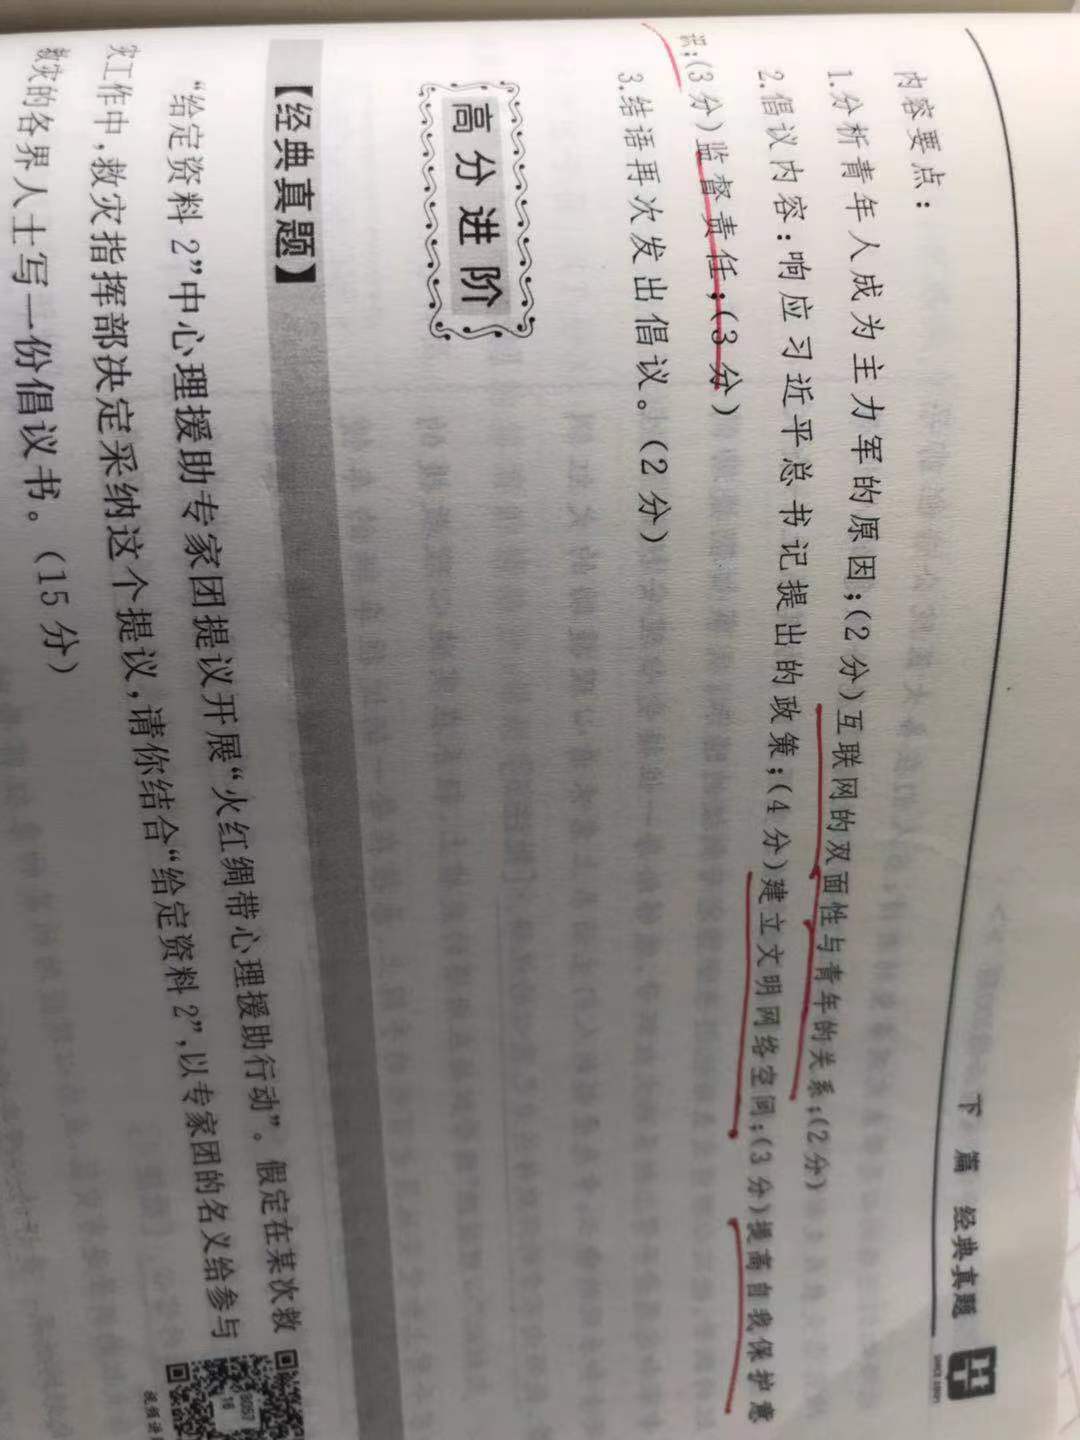 下 篇 经典真题
内容要点：
1.分析青年人成为主力军的原因；(2分)互联网的双面性与青年的关系；(2分)
2.倡议内容：响应习近平总书记提出的政策；(4分)建立文明网络空间；(3分)提高自我保护意
识；(3分)监督责任；(3分)
3.结语再次发出倡议。(2分)
高分进阶
【经典真题】
“给定资料2”中心理援助专家团提议开展“火红绸带心理援助行动”。假定在某次救
灾工作中，救灾指挥部决定采纳这个提议，请你结合“给定资料2”，以专家团的名义给参与
救灾的各界人士写一份倡议书。（15分）